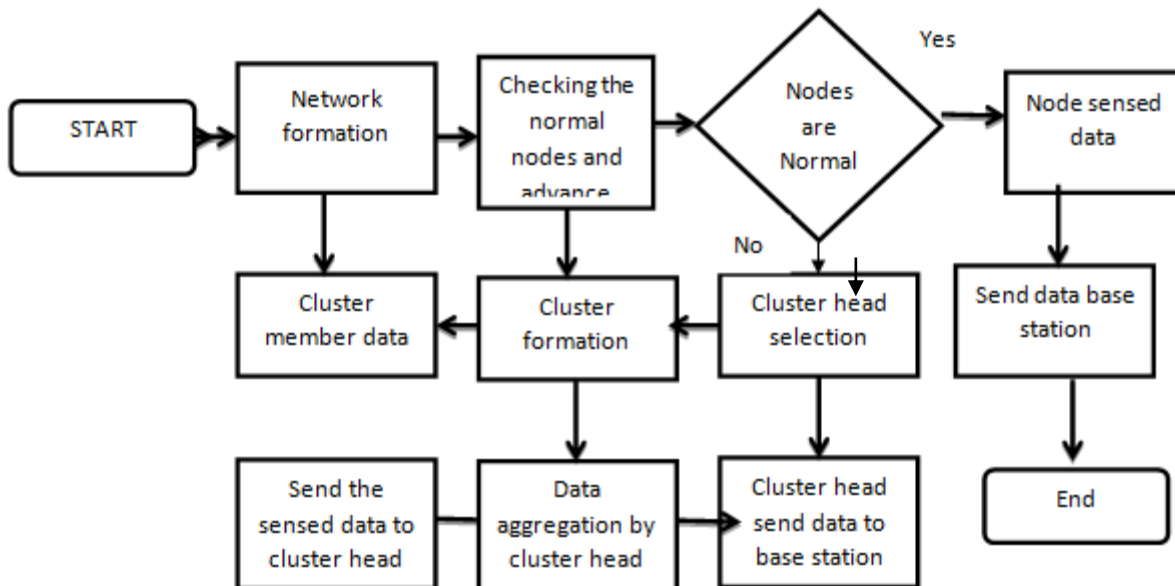 START
Network
formation
Checking the
normal
nodes and
advance
Nodes
are
Normal
Yes
Node sensed
data
No
Cluster
member data
Cluster
formation
Cluster head
selection
Send data base
station
Send the
sensed data to
cluster head
Data
aggregation by
cluster head
Cluster head
send data to
base station
End